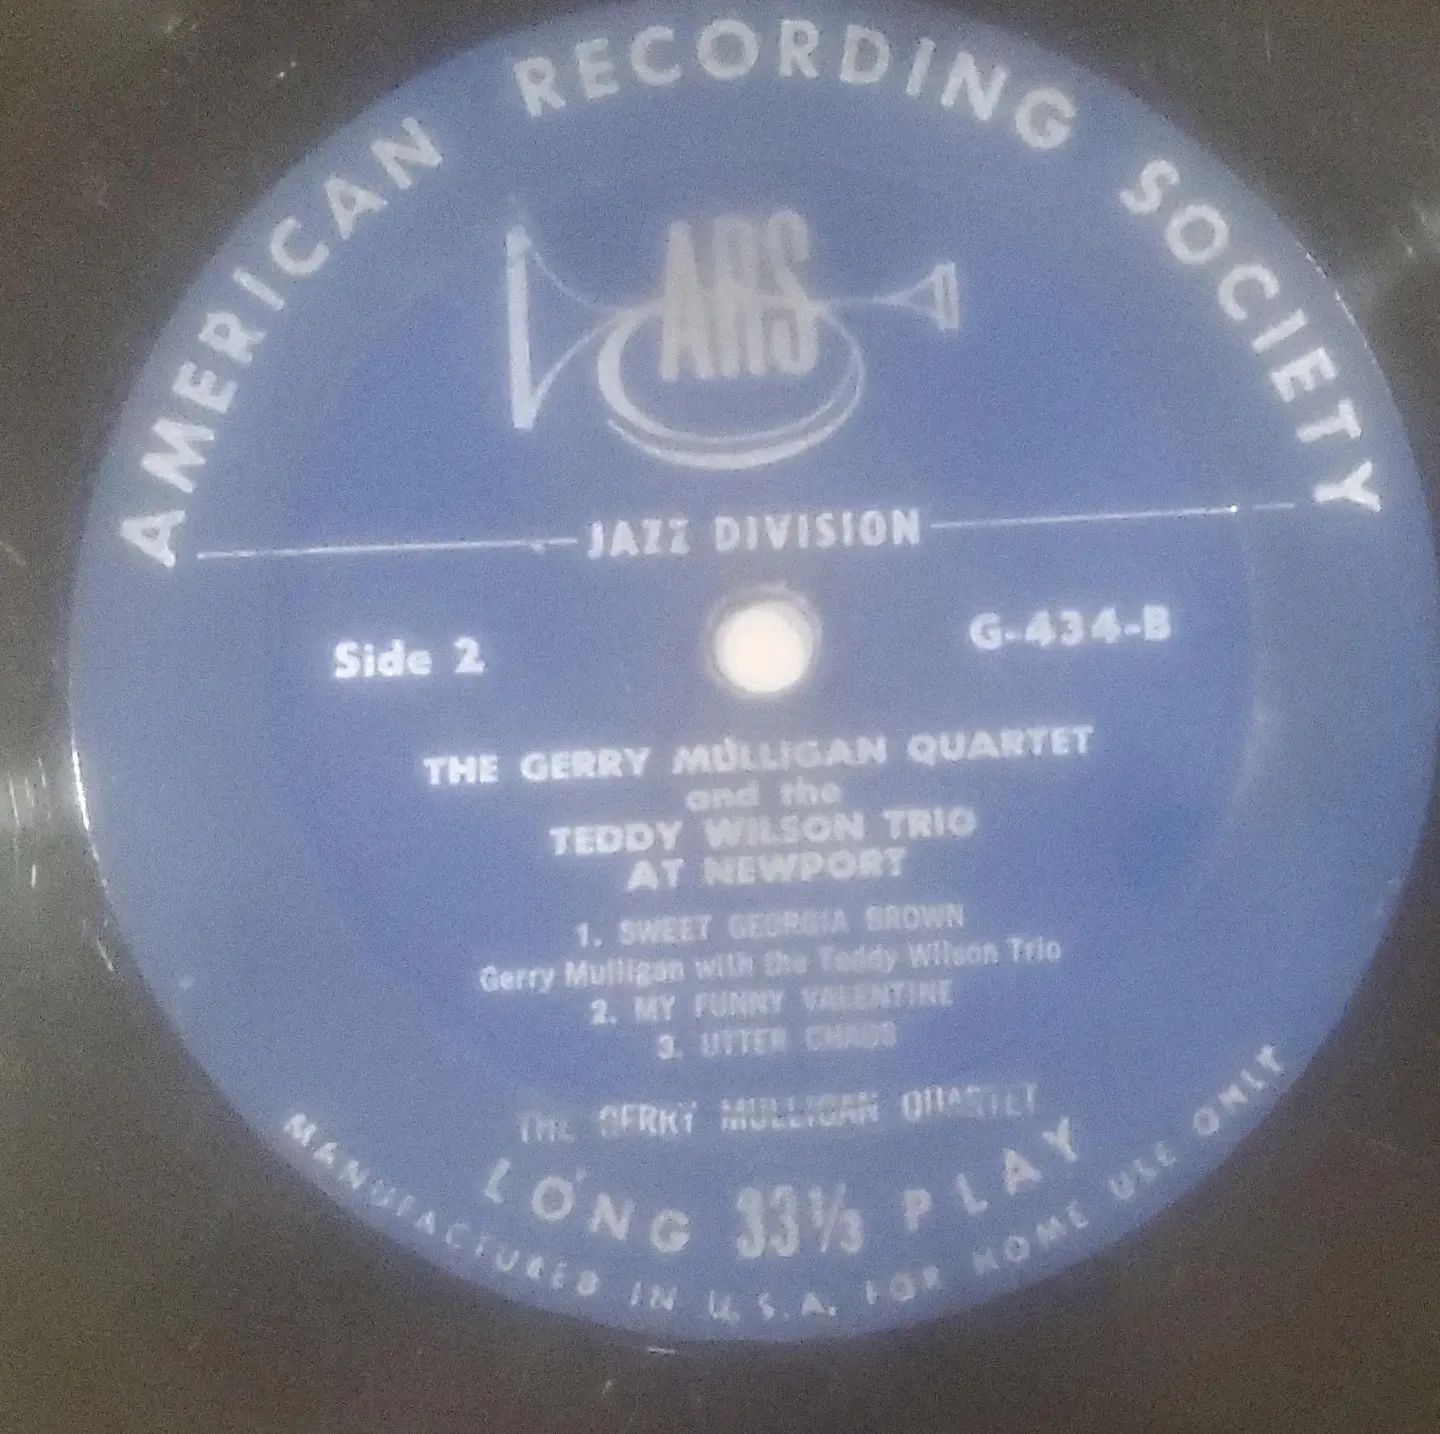 AMERICAN RECORDING SOCIETY
ARS
JAZZ DIVISION
Side 2
G-434-B
THE GERRY MULLIGAN QUARTET
and the
TEDDY WILSON TRIO
AT NEWPORT
1. SWEET GEORGIA BROWN
Gerry Mulligan with the Teddy Wilson Trio
2. MY FUNNY VALENTINE
3. UTTER CHAOS
THE GERRY MULLIGAN QUARTET
LONG 33⅓ PLAY
MANUFACTURED IN U.S.A. FOR HOME USE ONLY